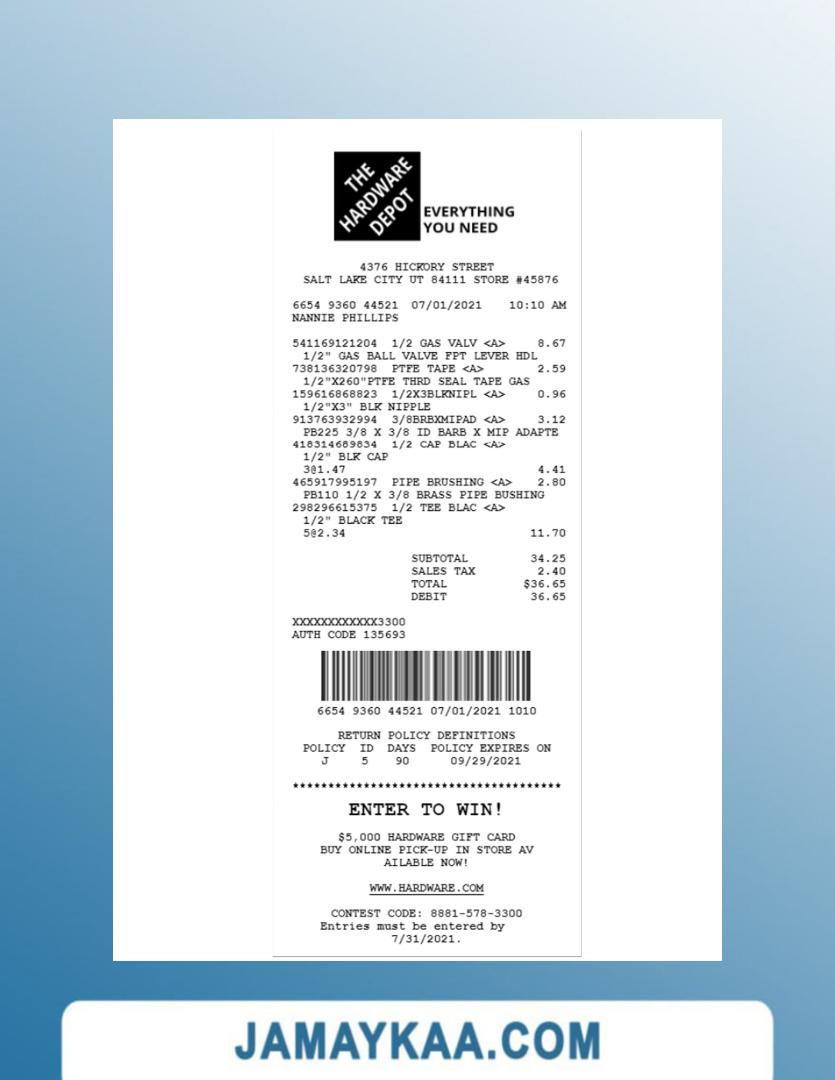 THE
HARDWARE
DEPOT
EVERYTHING
YOU NEED
4376 HICKORY STREET
SALT LAKE CITY UT 84111 STORE #45876
6654 9360 44521 07/01/2021 10:10 AM
NANNIE PHILLIPS
541169121204 1/2 GAS VALV <A> 8.67
1/2" GAS BALL VALVE FPT LEVER HDL
738136320798 PTFE TAPE <A> 2.59
1/2"X260"PTFE THRD SEAL TAPE GAS
159616868823 1/2X3BLKNIPL <A> 0.96
1/2"X3" BLK NIPPLE
913763932994 3/8BRBXMIPAD <A> 3.12
PB225 3/8 X 3/8 ID BARB X MIP ADAPTE
418314689834 1/2 CAP BLAC <A>
1/2" BLK CAP
3@1.47 4.41
465917995197 PIPE BRUSHING <A> 2.80
PB110 1/2 X 3/8 BRASS PIPE BUSHING
298296615375 1/2 TEE BLAC <A>
1/2" BLACK TEE
5@2.34 11.70
SUBTOTAL 34.25
SALES TAX 2.40
TOTAL $36.65
DEBIT 36.65
XXXXXXXXXXXX3300
AUTH CODE 135693
6654 9360 44521 07/01/2021 1010
RETURN POLICY DEFINITIONS
POLICY ID DAYS POLICY EXPIRES ON
J 5 90 09/29/2021
***************************************
ENTER TO WIN!
$5,000 HARDWARE GIFT CARD
BUY ONLINE PICK-UP IN STORE AV
AILABLE NOW!
WWW.HARDWARE.COM
CONTEST CODE: 8881-578-3300
Entries must be entered by
7/31/2021.
JAMAYKAA.COM